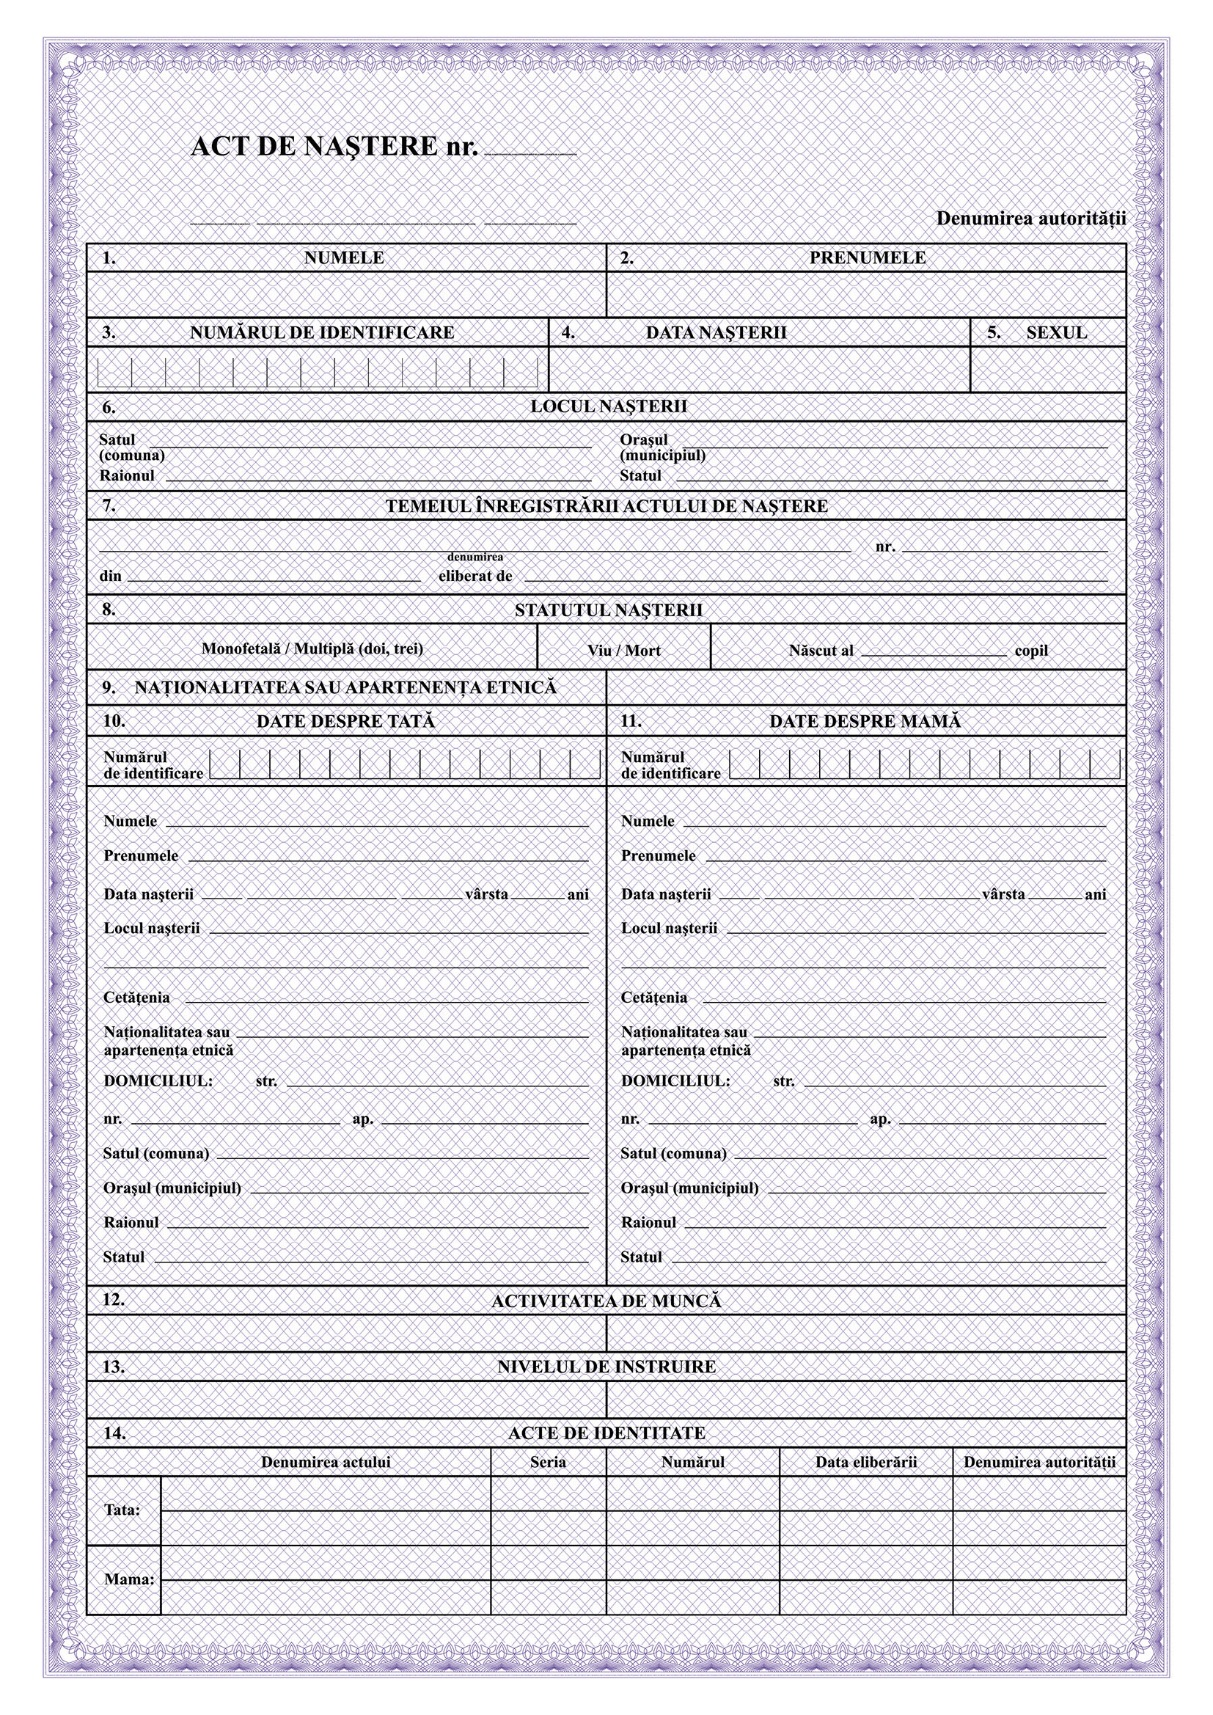 ACT DE NAŞTERE nr.
Denumirea autorităţii
1. NUMELE 2. PRENUMELE
3. NUMĂRUL DE IDENTIFICARE 4. DATA NAŞTERII 5. SEXUL
6. LOCUL NAŞTERII
Satul Oraşul
(comuna) (municipiul)
Raionul Statul
7. TEMEIUL ÎNREGISTRĂRII ACTULUI DE NAŞTERE
nr.
denumirea
din eliberat de
8. STATUTUL NAŞTERII
Monofetală / Multiplă (doi, trei) Viu / Mort Născut al copil
9. NAŢIONALITATEA SAU APARTENENŢA ETNICĂ
10. DATE DESPRE TATĂ 11. DATE DESPRE MAMĂ
Numărul Numărul
de identificare de identificare
Numele Numele
Prenumele Prenumele
Data naşterii vârsta ani Data naşterii vârsta ani
Locul naşterii Locul naşterii
Cetăţenia Cetăţenia
Naţionalitatea sau Naţionalitatea sau
apartenenţa etnică apartenenţa etnică
DOMICILIUL: str. DOMICILIUL: str.
nr. ap. nr. ap.
Satul (comuna) Satul (comuna)
Oraşul (municipiul) Oraşul (municipiul)
Raionul Raionul
Statul Statul
12. ACTIVITATEA DE MUNCĂ
13. NIVELUL DE INSTRUIRE
14. ACTE DE IDENTITATE
Denumirea actului Seria Numărul Data eliberării Denumirea autorităţii
Tata:
Mama: